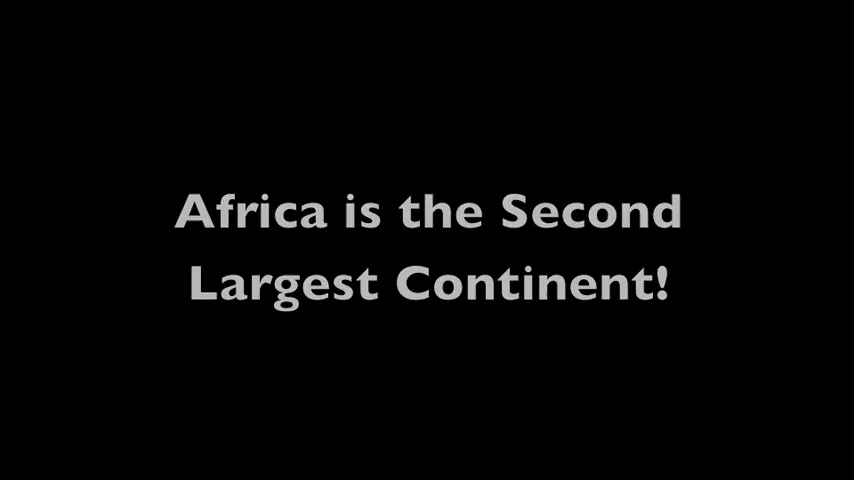 Africa is the Second
Largest Continent!